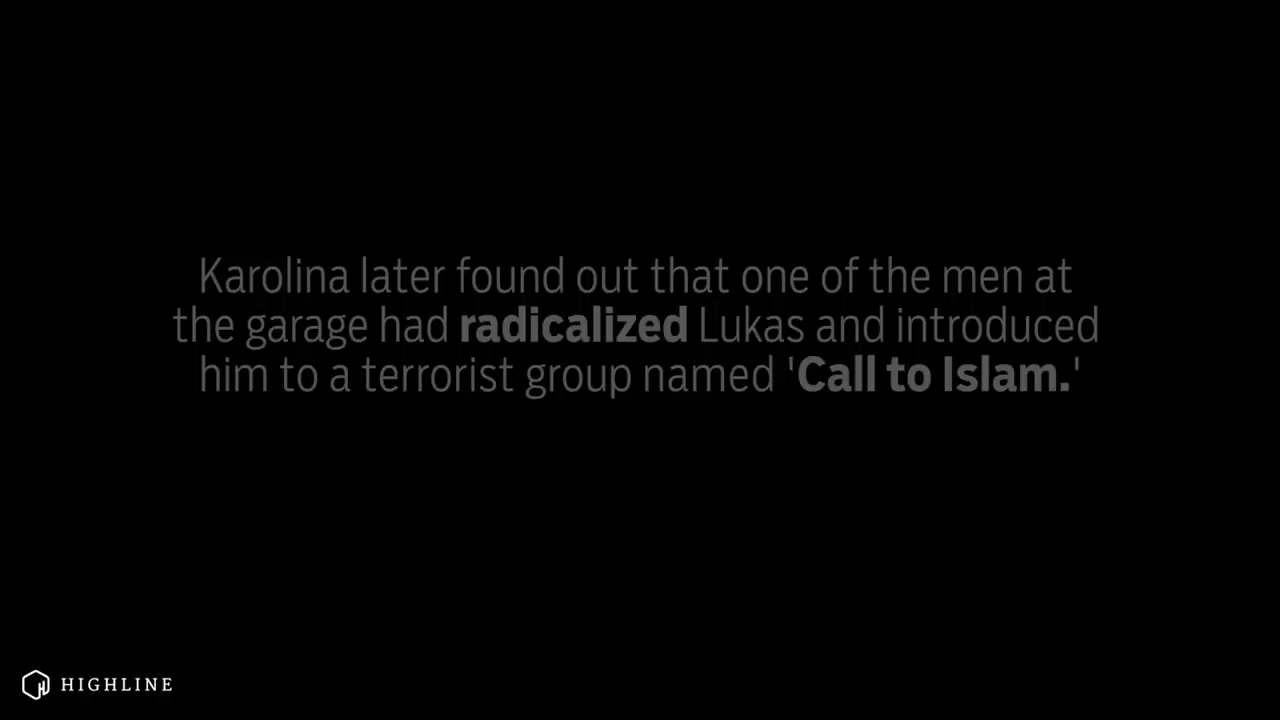 Karolina later found out that one of the men at
the garage had radicalized Lukas and introduced
him to a terrorist group named 'Call to Islam.'
HIGHLINE